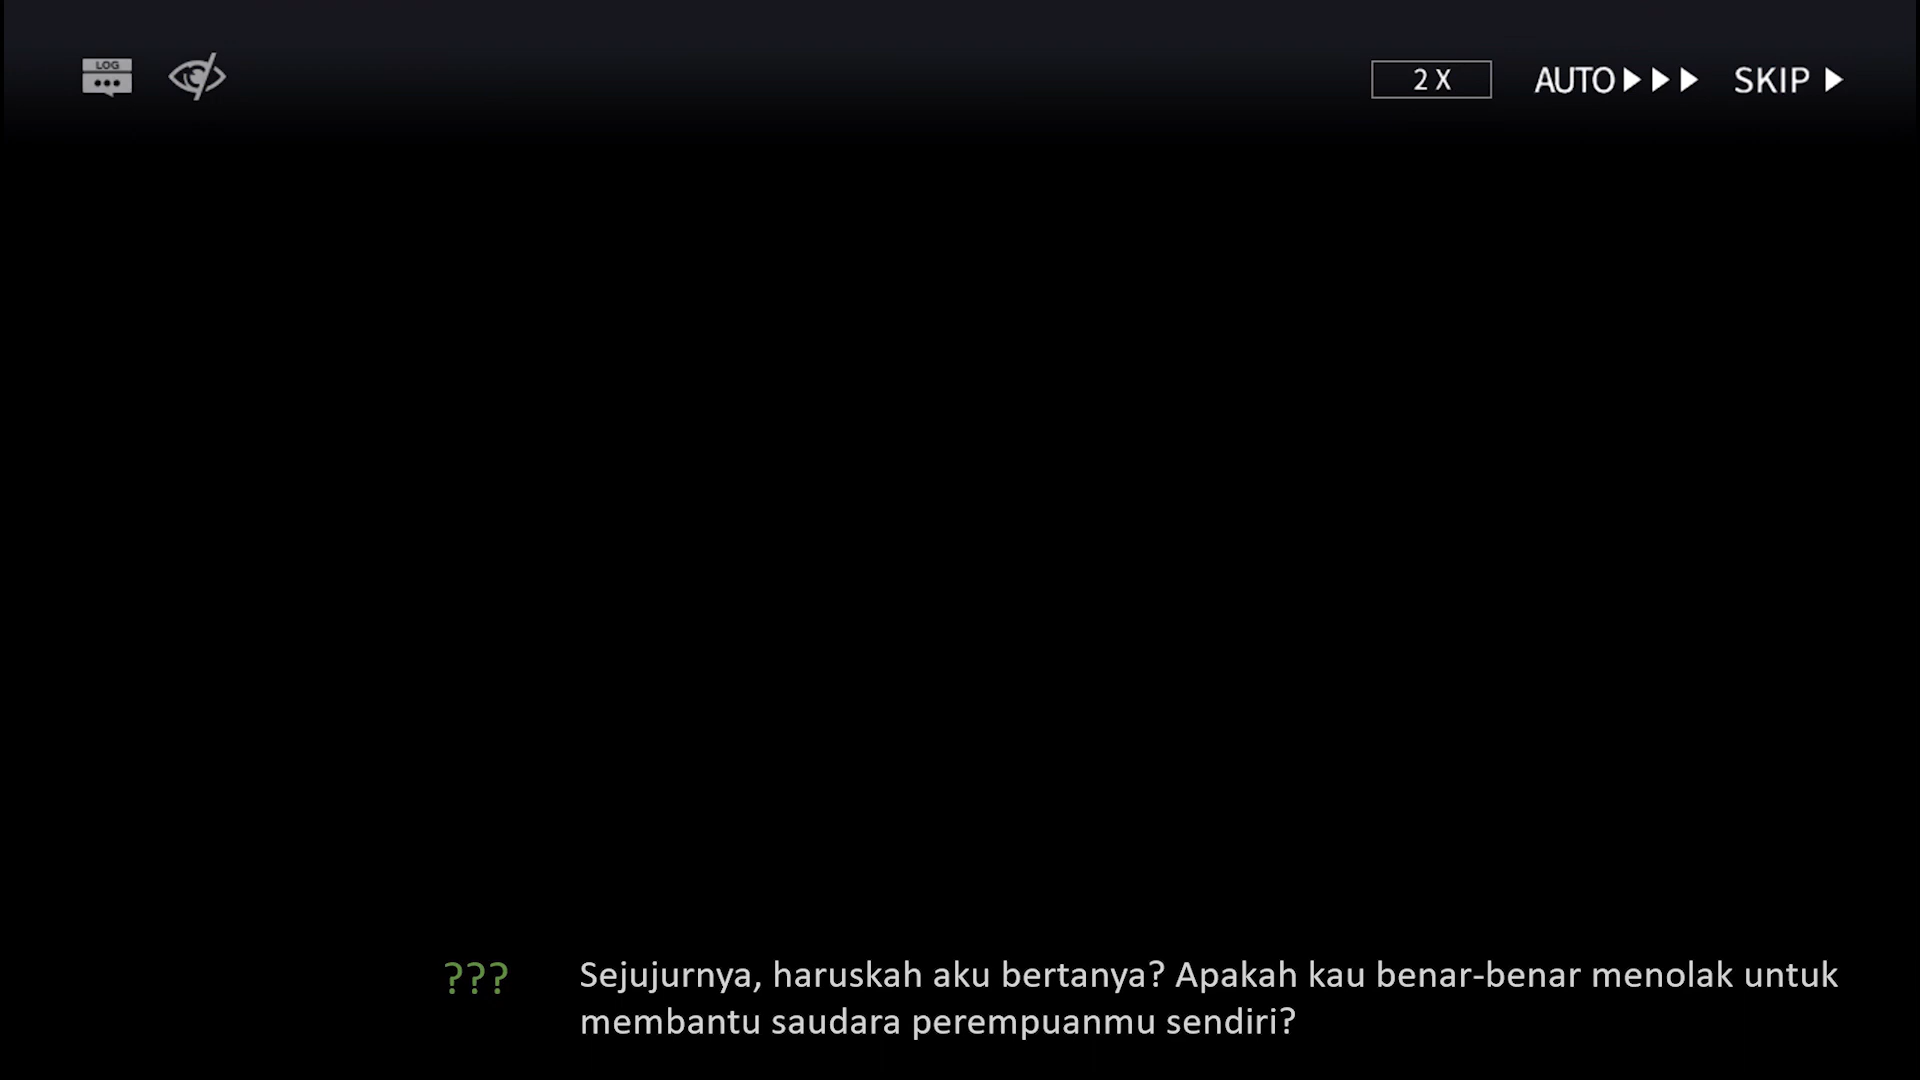 LOG
2 X
AUTO
SKIP
??? Sejujurnya, haruskah aku bertanya? Apakah kau benar-benar menolak untuk
membantu saudara perempuanmu sendiri?